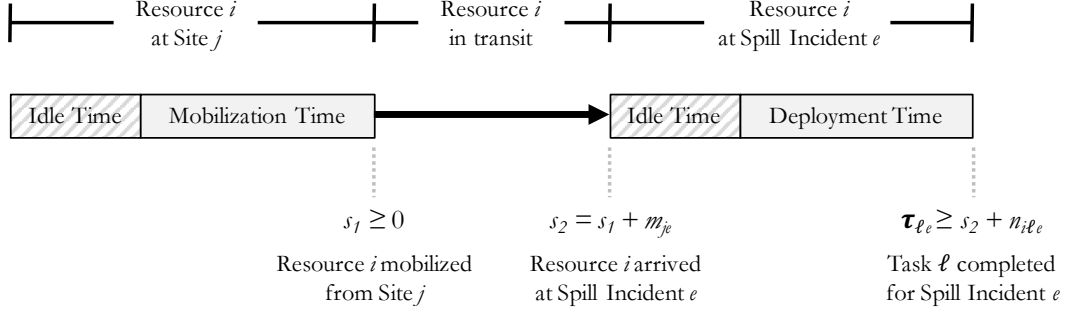 Resource i
at Site j
Resource i
in transit
Resource i
at Spill Incident e
Idle Time
Mobilization Time
Idle Time
Deployment Time
s₁ ≥ 0
s₂ = s₁ + mⱼₑ
τℓe ≥ s₂ + niℓe
Resource i mobilized
from Site j
Resource i arrived
at Spill Incident e
Task ℓ completed
for Spill Incident e